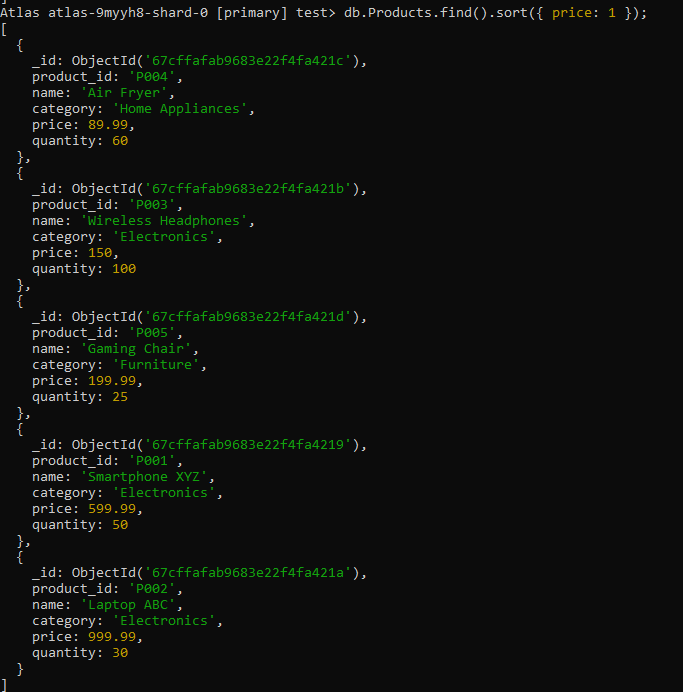 Atlas atlas-9myyh8-shard-0 [primary] test> db.Products.find().sort({ price: 1 });
[
  {
    _id: ObjectId('67cffafab9683e22f4fa421c'),
    product_id: 'P004',
    name: 'Air Fryer',
    category: 'Home Appliances',
    price: 89.99,
    quantity: 60
  },
  {
    _id: ObjectId('67cffafab9683e22f4fa421b'),
    product_id: 'P003',
    name: 'Wireless Headphones',
    category: 'Electronics',
    price: 150,
    quantity: 100
  },
  {
    _id: ObjectId('67cffafab9683e22f4fa421d'),
    product_id: 'P005',
    name: 'Gaming Chair',
    category: 'Furniture',
    price: 199.99,
    quantity: 25
  },
  {
    _id: ObjectId('67cffafab9683e22f4fa4219'),
    product_id: 'P001',
    name: 'Smartphone XYZ',
    category: 'Electronics',
    price: 599.99,
    quantity: 50
  },
  {
    _id: ObjectId('67cffafab9683e22f4fa421a'),
    product_id: 'P002',
    name: 'Laptop ABC',
    category: 'Electronics',
    price: 999.99,
    quantity: 30
  }
]